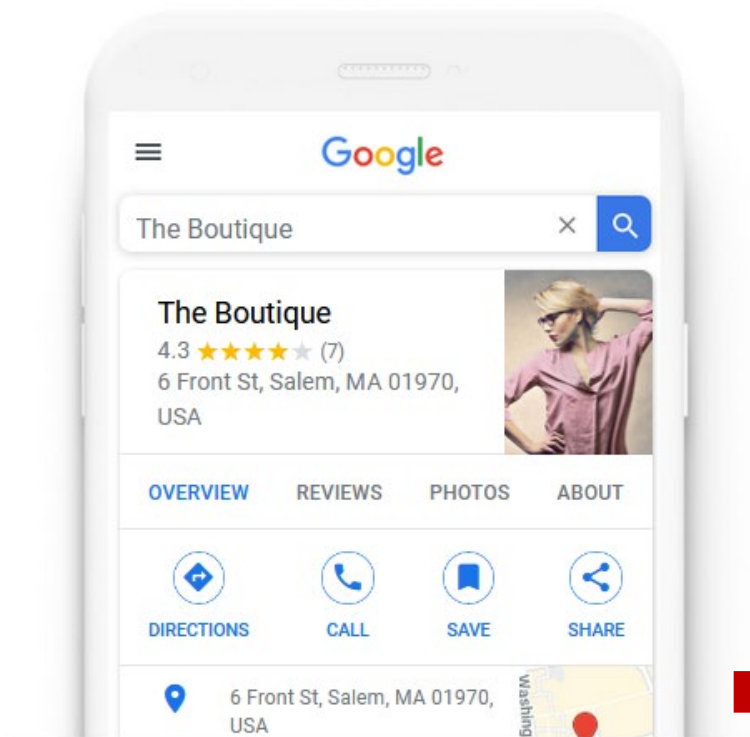 Google
The Boutique
The Boutique
4.3 ★★★★★ (7)
6 Front St, Salem, MA 01970,
USA
OVERVIEW REVIEWS PHOTOS ABOUT
DIRECTIONS CALL SAVE SHARE
6 Front St, Salem, MA 01970,
USA
Washing